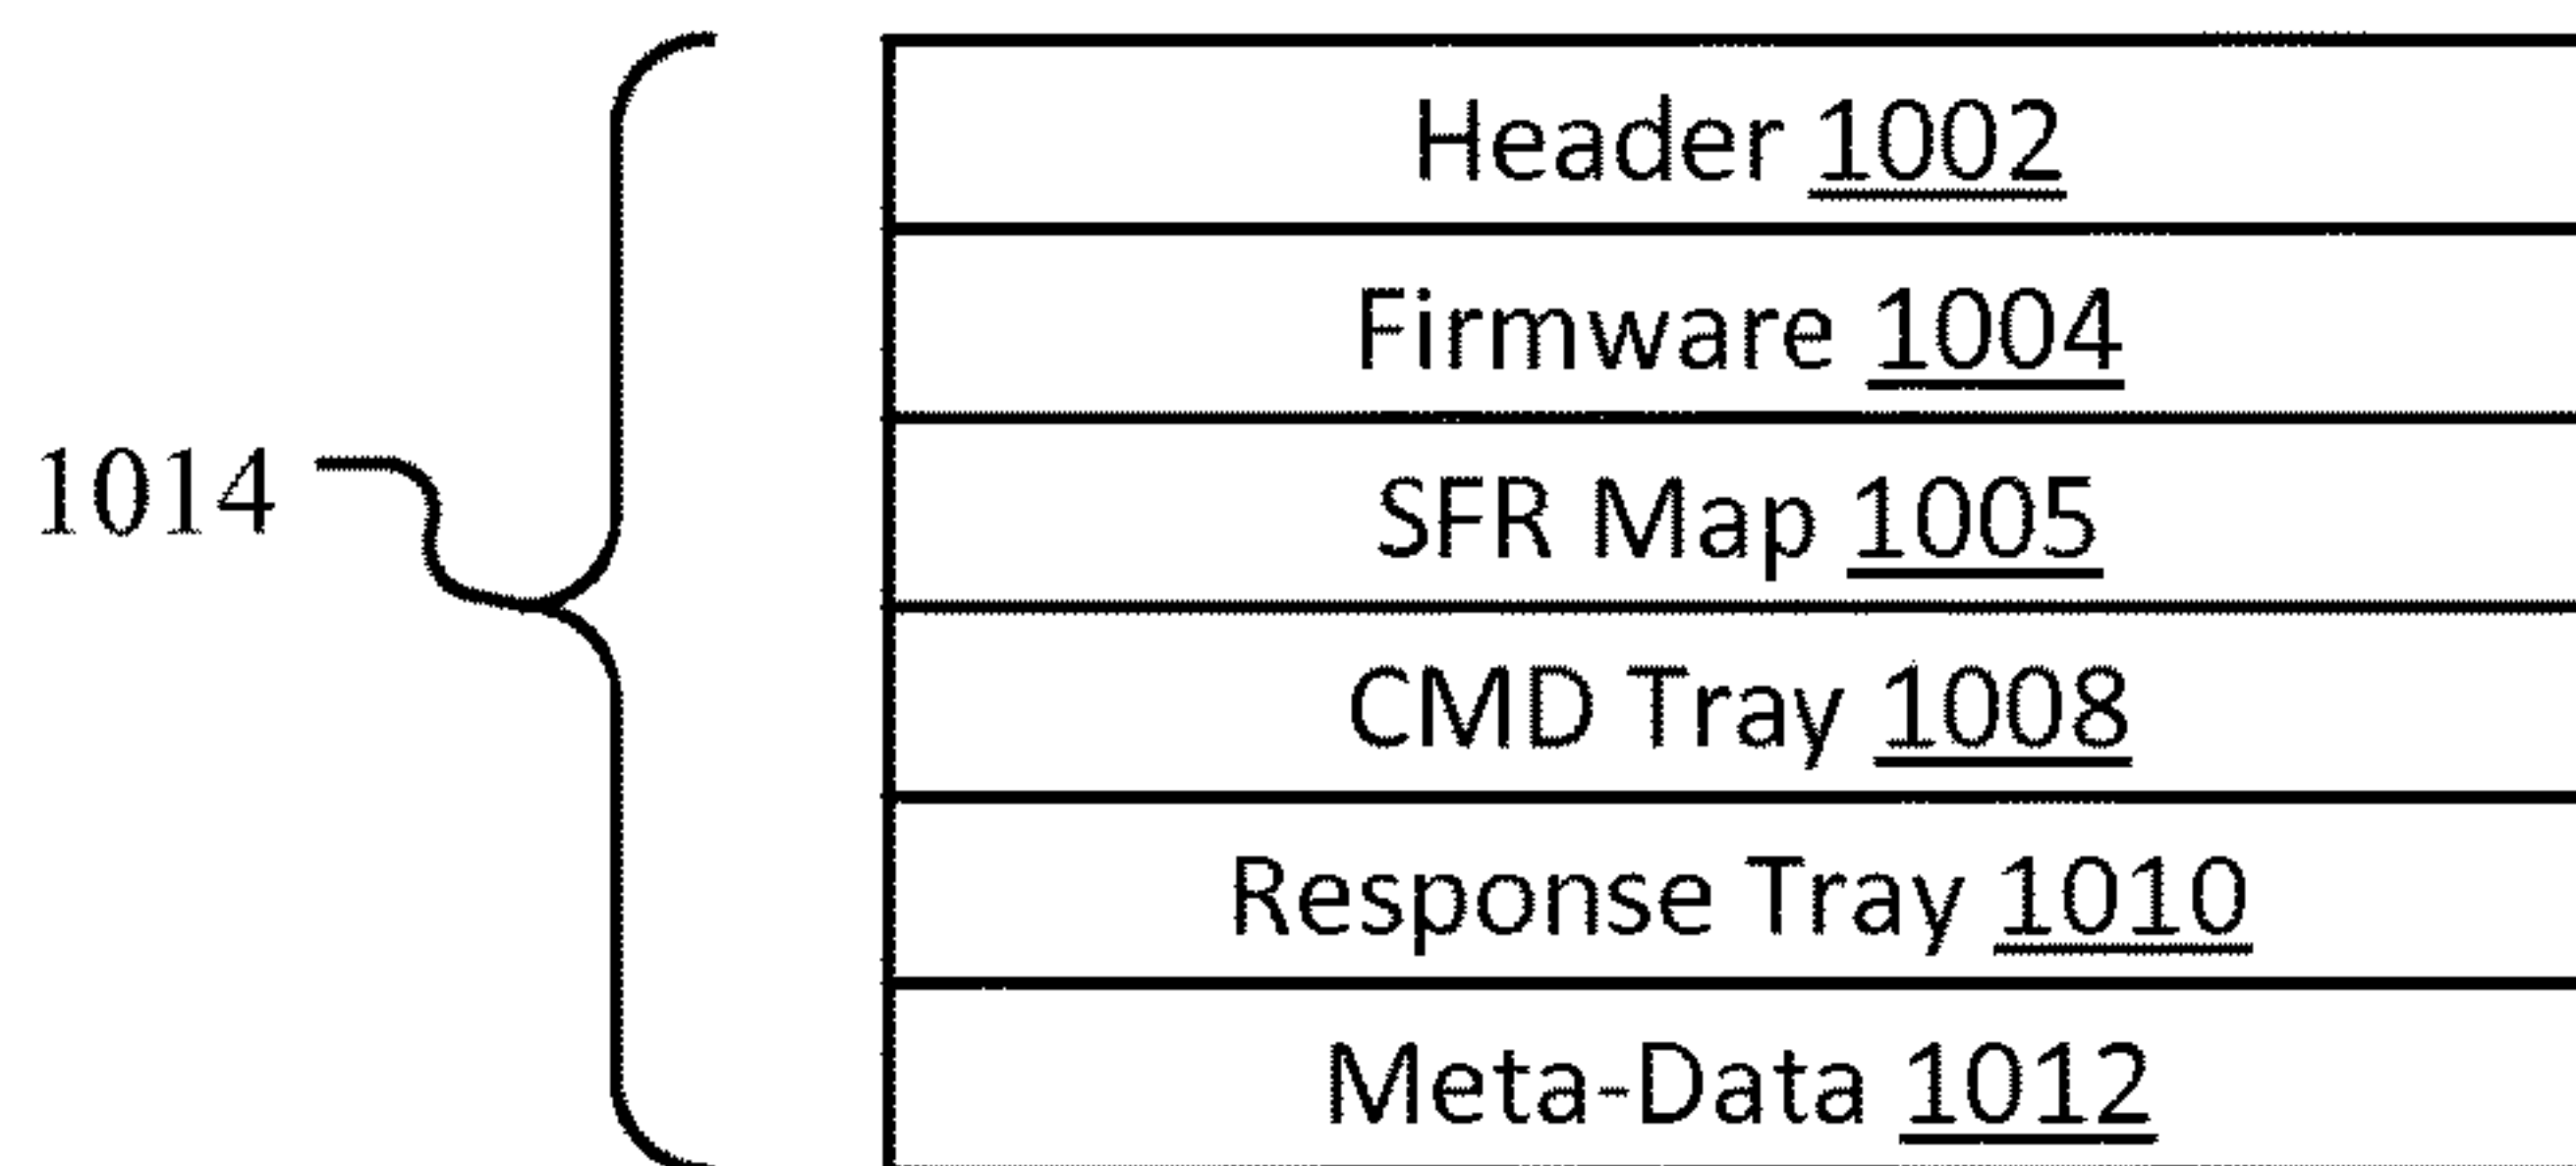 Header 1002
Firmware 1004
1014
SFR Map 1005
CMD Tray 1008
Response Tray 1010
Meta-Data 1012